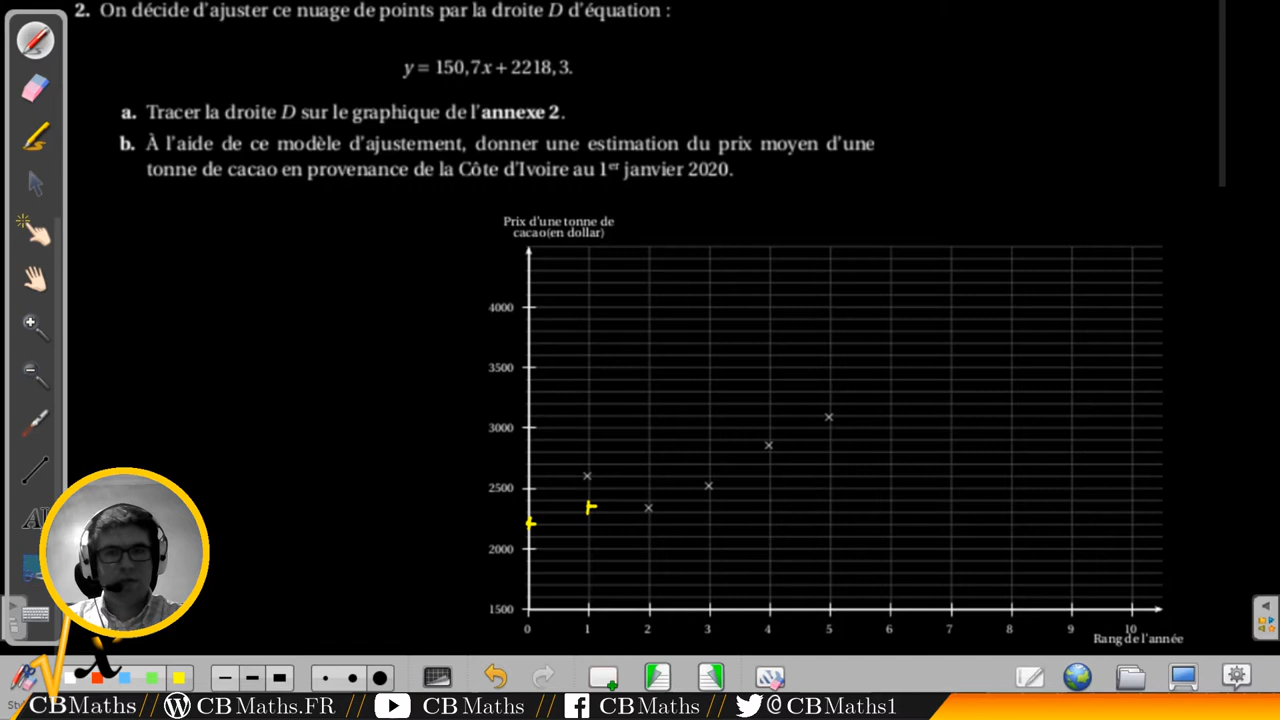 2. On décide d'ajuster ce nuage de points par la droite D d'équation :
y = 150,7x + 2218,3.
a. Tracer la droite D sur le graphique de l'annexe 2.
b. À l'aide de ce modèle d'ajustement, donner une estimation du prix moyen d'une
tonne de cacao en provenance de la Côte d'Ivoire au 1er janvier 2020.
Prix d'une tonne de
cacao(en dollar)
4000
3500
3000
2500
2000
1500
0 1 2 3 4 5 6 7 8 9 10
Rang de l'année
CBMaths // CBMaths.FR // CBMaths // CBMaths // @CBMaths1